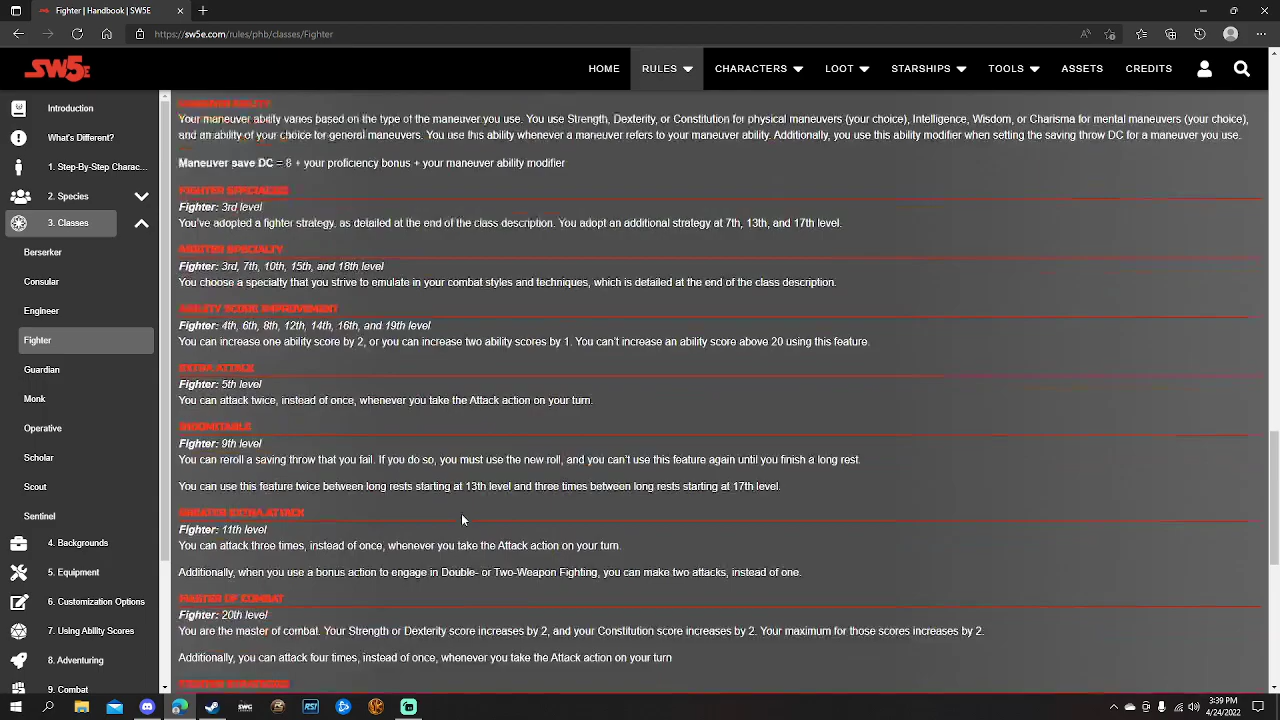 Fighter | Handbook | SW5E
https://sw5e.com/rules/phb/classes/Fighter
SW5E
HOME
RULES
CHARACTERS
LOOT
STARSHIPS
TOOLS
ASSETS
CREDITS
Introduction
What's Different?
1. Step-By-Step Charac...
2. Species
3. Classes
Berserker
Consular
Engineer
Fighter
Guardian
Monk
Operative
Scholar
Scout
Sentinel
4. Backgrounds
5. Equipment
6. Customization Options
7. Using Ability Scores
8. Adventuring
9. Combat
Your maneuver ability varies based on the type of the maneuver you use. You use Strength, Dexterity, or Constitution for physical maneuvers (your choice), Intelligence, Wisdom, or Charisma for mental maneuvers (your choice),
and an ability of your choice for general maneuvers. You use this ability whenever a maneuver refers to your maneuver ability. Additionally, you use this ability modifier when setting the saving throw DC for a maneuver you use.
Maneuver save DC = 8 + your proficiency bonus + your maneuver ability modifier
FIGHTER
Fighter: 3rd level
You've adopted a fighter strategy, as detailed at the end of the class description. You adopt an additional strategy at 7th, 13th, and 17th level.
SPECIALTY
Fighter: 3rd, 7th, 10th, 15th, and 18th level
You choose a specialty that you strive to emulate in your combat styles and techniques, which is detailed at the end of the class description.
ABILITY SCORE IMPROVEMENT
Fighter: 4th, 6th, 8th, 12th, 14th, 16th, and 19th level
You can increase one ability score by 2, or you can increase two ability scores by 1. You can't increase an ability score above 20 using this feature.
EXTRA ATTACK
Fighter: 5th level
You can attack twice, instead of once, whenever you take the Attack action on your turn.
INDOMITABLE
Fighter: 9th level
You can reroll a saving throw that you fail. If you do so, you must use the new roll, and you can't use this feature again until you finish a long rest.
You can use this feature twice between long rests starting at 13th level and three times between long rests starting at 17th level.
GREATER EXTRA ATTACK
Fighter: 11th level
You can attack three times, instead of once, whenever you take the Attack action on your turn.
Additionally, when you use a bonus action to engage in Double- or Two-Weapon Fighting, you can make two attacks, instead of one.
MASTER OF COMBAT
Fighter: 20th level
You are the master of combat. Your Strength or Dexterity score increases by 2, and your Constitution score increases by 2. Your maximum for those scores increases by 2.
Additionally, you can attack four times, instead of once, whenever you take the Attack action on your turn
SWG
RSI
3:39 PM
4/24/2022